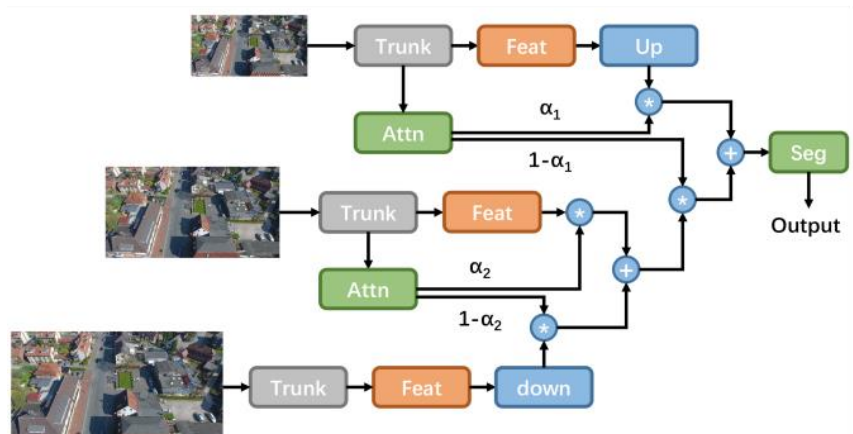 Trunk
Feat
Up
*
Attn
α1
1-α1
*
+
Seg
Output
Trunk
Feat
*
Attn
α2
1-α2
+
*
Trunk
Feat
down